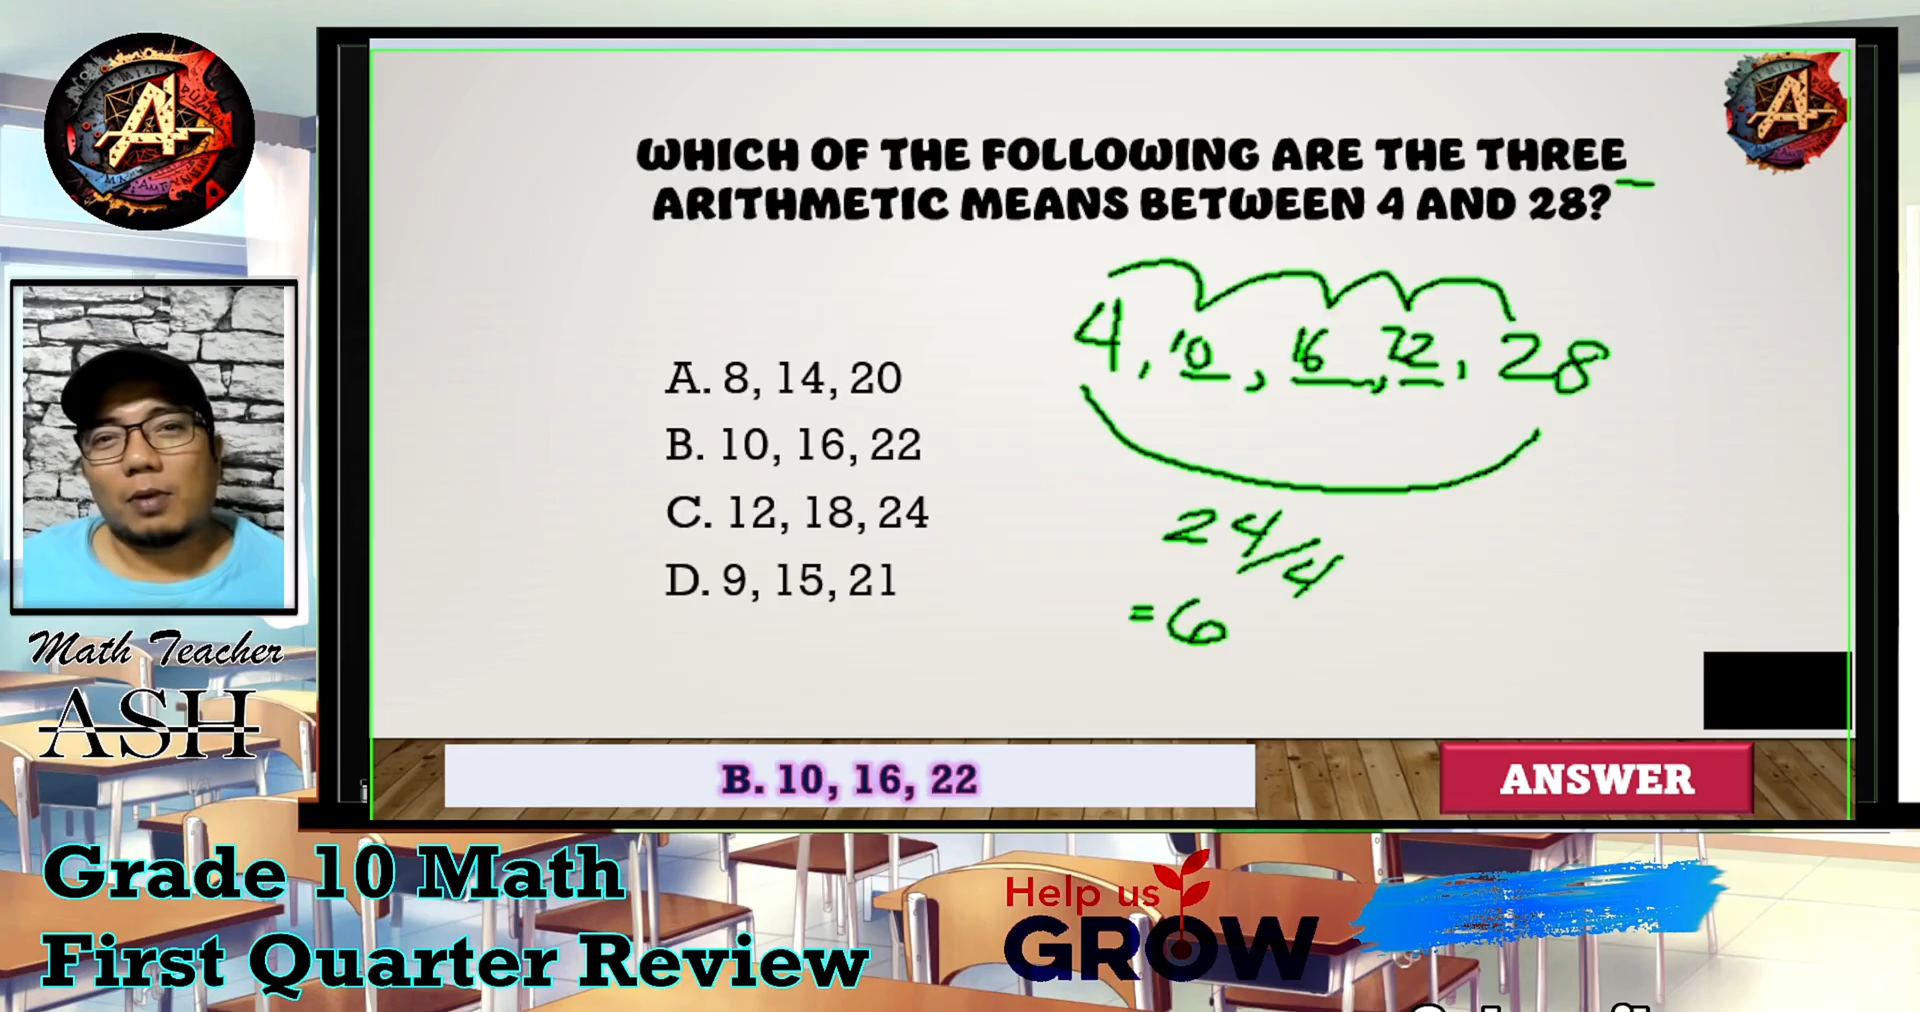 WHICH OF THE FOLLOWING ARE THE THREE
ARITHMETIC MEANS BETWEEN 4 AND 28?
4, 10, 16, 22, 28
A. 8, 14, 20
B. 10, 16, 22
C. 12, 18, 24
D. 9, 15, 21
24/4
= 6
B. 10, 16, 22
ANSWER
Math Teacher
ASH
Grade 10 Math
First Quarter Review
Help us
GROW